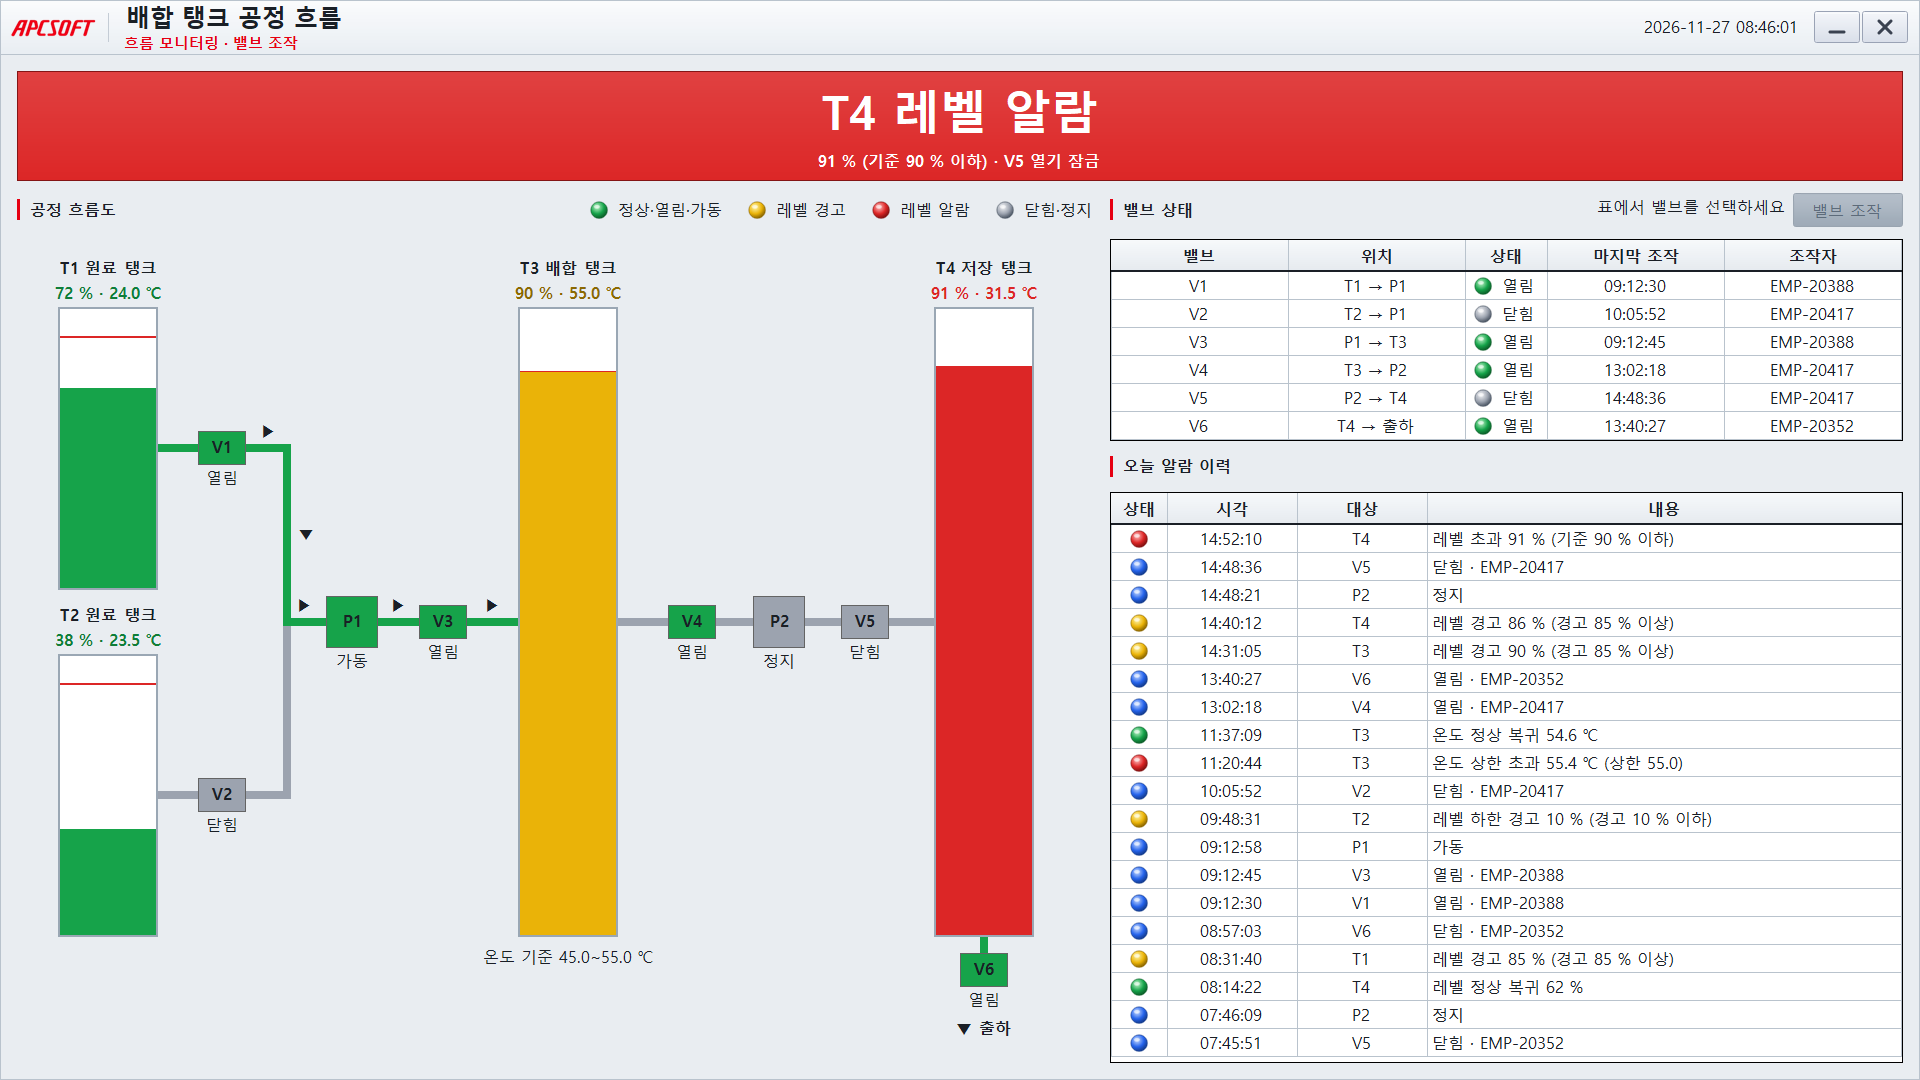 APCSOFT
배합 탱크 공정 흐름
흐름 모니터링 · 밸브 조작
2026-11-27 08:46:01
T4 레벨 알람
91 % (기준 90 % 이하) · V5 열기 잠금
공정 흐름도
정상·열림·가동 레벨 경고 레벨 알람 닫힘·정지
T1 원료 탱크
72 % · 24.0 ℃
V1
열림
T2 원료 탱크
38 % · 23.5 ℃
V2
닫힘
P1
가동
V3
열림
T3 배합 탱크
90 % · 55.0 ℃
온도 기준 45.0~55.0 ℃
V4
열림
P2
정지
V5
닫힘
T4 저장 탱크
91 % · 31.5 ℃
V6
열림
▼ 출하
밸브 상태
표에서 밸브를 선택하세요
밸브 조작
밸브 위치 상태 마지막 조작 조작자
V1 T1 → P1 열림 09:12:30 EMP-20388
V2 T2 → P1 닫힘 10:05:52 EMP-20417
V3 P1 → T3 열림 09:12:45 EMP-20388
V4 T3 → P2 열림 13:02:18 EMP-20417
V5 P2 → T4 닫힘 14:48:36 EMP-20417
V6 T4 → 출하 열림 13:40:27 EMP-20352
오늘 알람 이력
상태 시각 대상 내용
14:52:10 T4 레벨 초과 91 % (기준 90 % 이하)
14:48:36 V5 닫힘 · EMP-20417
14:48:21 P2 정지
14:40:12 T4 레벨 경고 86 % (경고 85 % 이상)
14:31:05 T3 레벨 경고 90 % (경고 85 % 이상)
13:40:27 V6 열림 · EMP-20352
13:02:18 V4 열림 · EMP-20417
11:37:09 T3 온도 정상 복귀 54.6 ℃
11:20:44 T3 온도 상한 초과 55.4 ℃ (상한 55.0)
10:05:52 V2 닫힘 · EMP-20417
09:48:31 T2 레벨 하한 경고 10 % (경고 10 % 이하)
09:12:58 P1 가동
09:12:45 V3 열림 · EMP-20388
09:12:30 V1 열림 · EMP-20388
08:57:03 V6 닫힘 · EMP-20352
08:31:40 T1 레벨 경고 85 % (경고 85 % 이상)
08:14:22 T4 레벨 정상 복귀 62 %
07:46:09 P2 정지
07:45:51 V5 닫힘 · EMP-20352